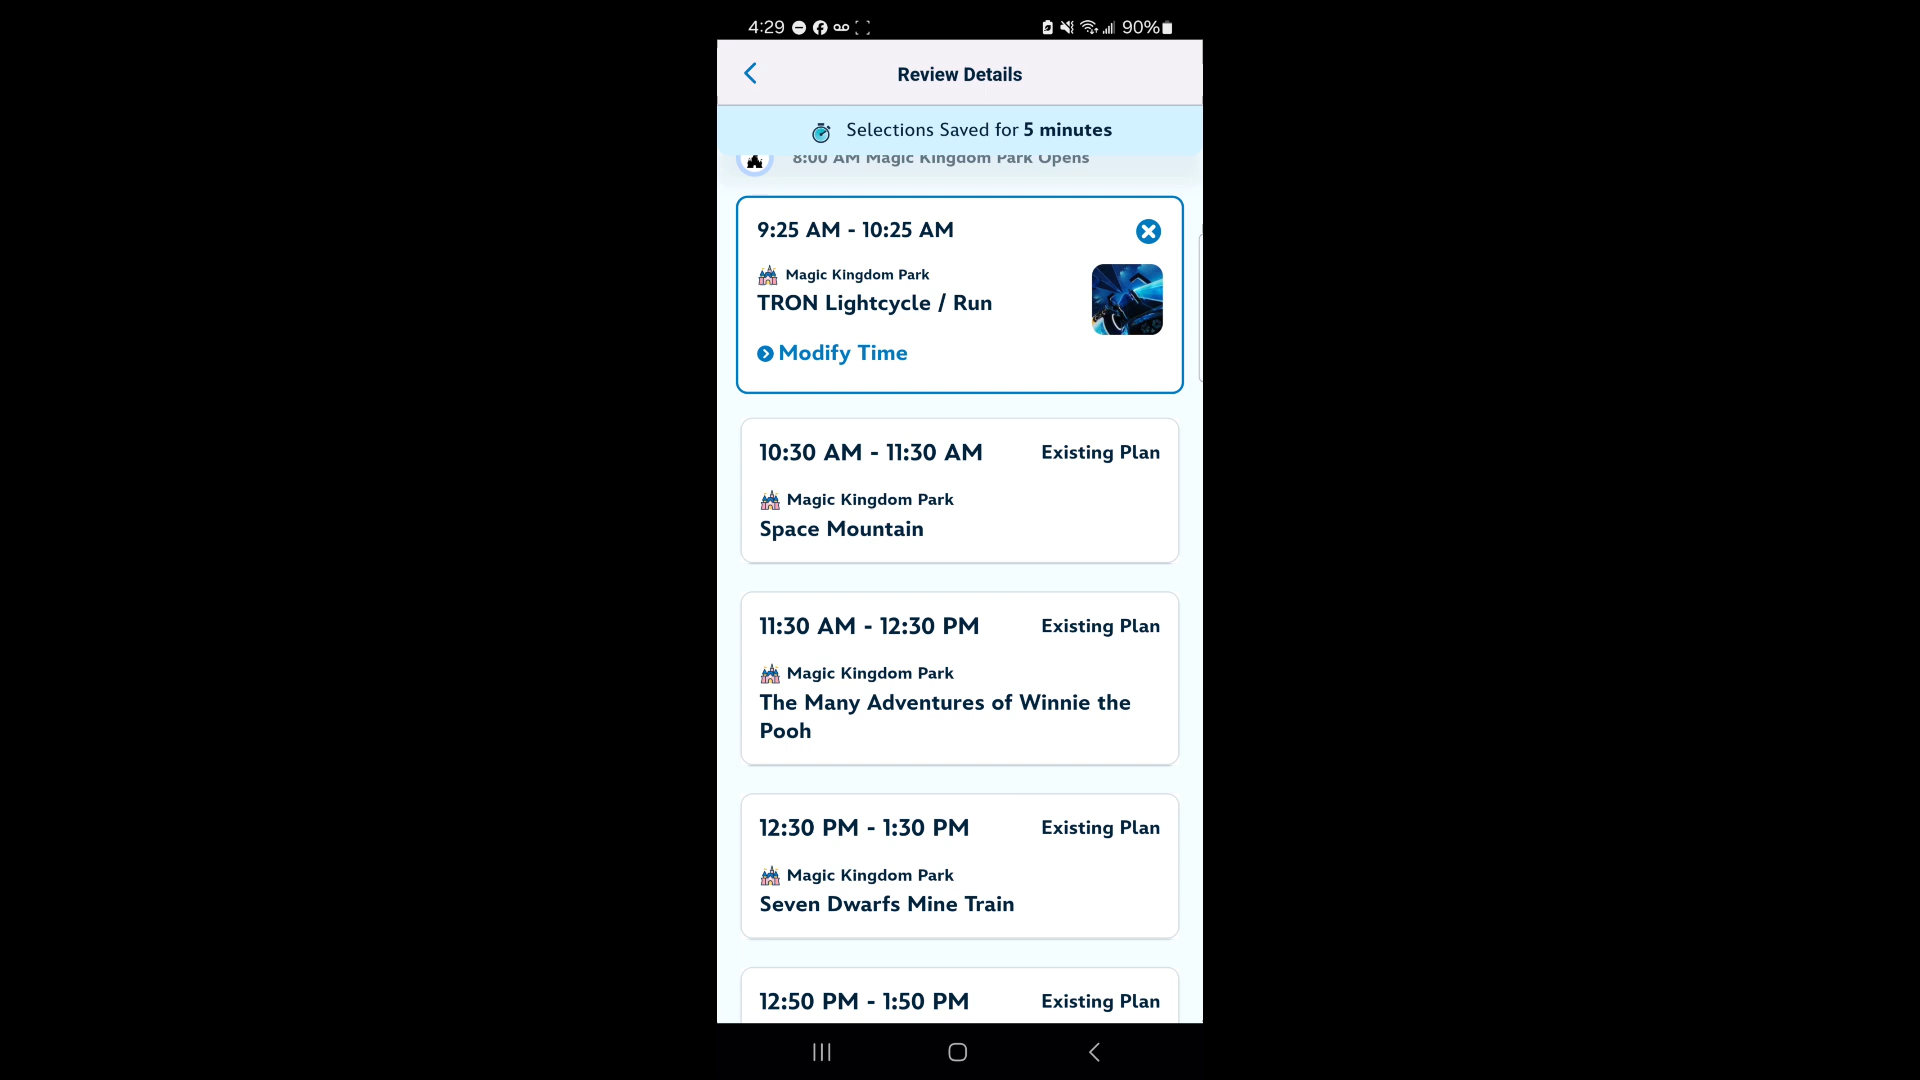 4:29 90%
Review Details
Selections Saved for 5 minutes
8:00 AM Magic Kingdom Park Opens
9:25 AM - 10:25 AM
Magic Kingdom Park
TRON Lightcycle / Run
Modify Time
10:30 AM - 11:30 AM Existing Plan
Magic Kingdom Park
Space Mountain
11:30 AM - 12:30 PM Existing Plan
Magic Kingdom Park
The Many Adventures of Winnie the
Pooh
12:30 PM - 1:30 PM Existing Plan
Magic Kingdom Park
Seven Dwarfs Mine Train
12:50 PM - 1:50 PM Existing Plan